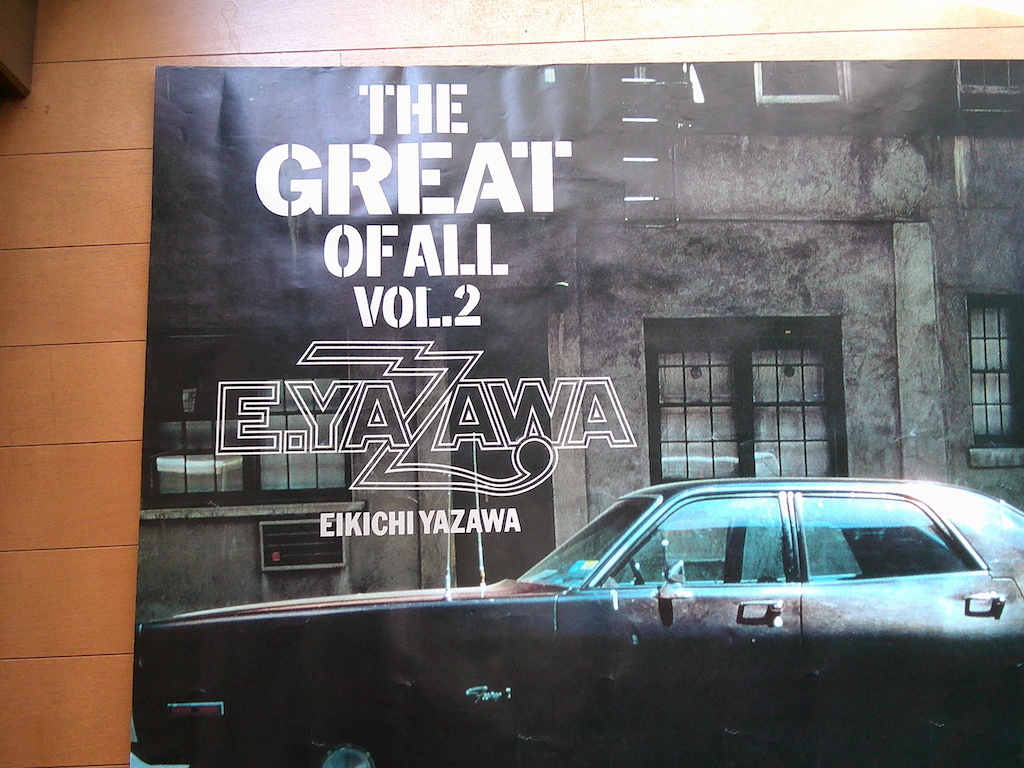 THE
GREAT
OF ALL
VOL.2
E.YAZAWA
EIKICHI YAZAWA